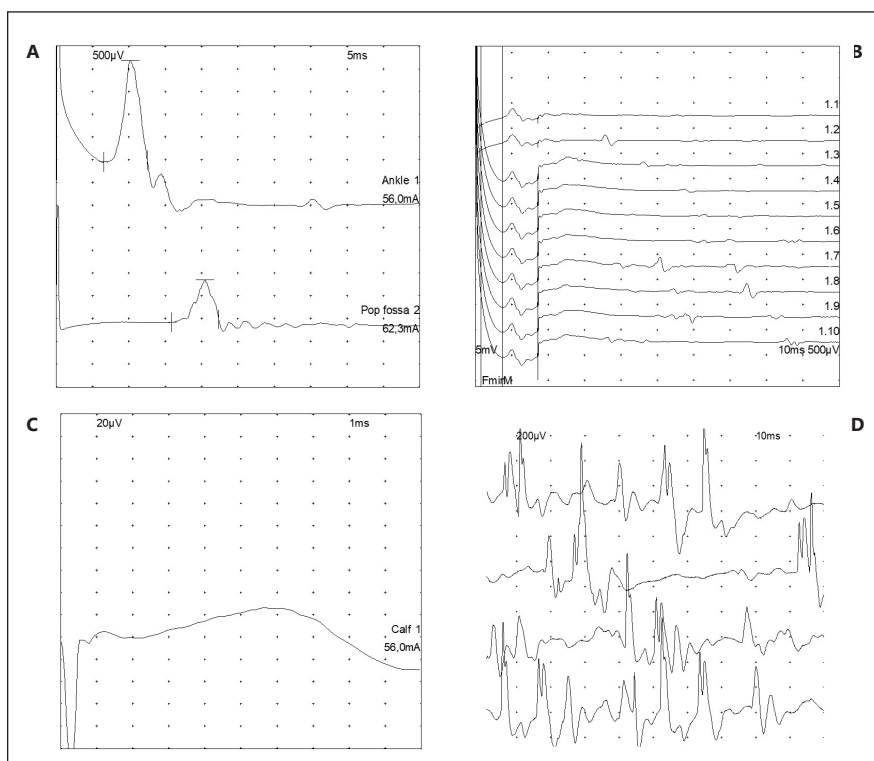 A
500µV 5ms
Ankle 1
56,0mA
Pop fossa 2
62,3mA
B
1.1
1.2
1.3
1.4
1.5
1.6
1.7
1.8
1.9
1.10
5mV 10ms 500µV
FmirM
C
20µV 1ms
Calf 1
56,0mA
D
200µV 10ms